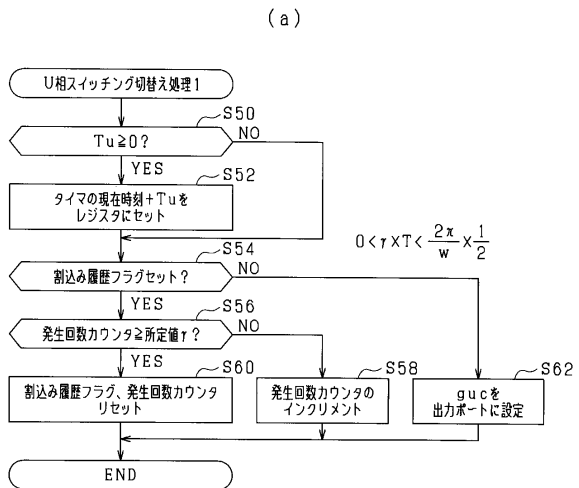 (a)
U相スイッチング切替え処理1
S50
Tu≧0?
NO
YES
S52
タイマの現在時刻+Tuを
レジスタにセット
0<γ×T<2π/w×1/2
S54
割込み履歴フラグセット?
NO
YES
S56
発生回数カウンタ≧所定値γ?
NO
YES
S60
S58
S62
割込み履歴フラグ、発生回数カウンタ
リセット
発生回数カウンタの
インクリメント
gucを
出力ポートに設定
END